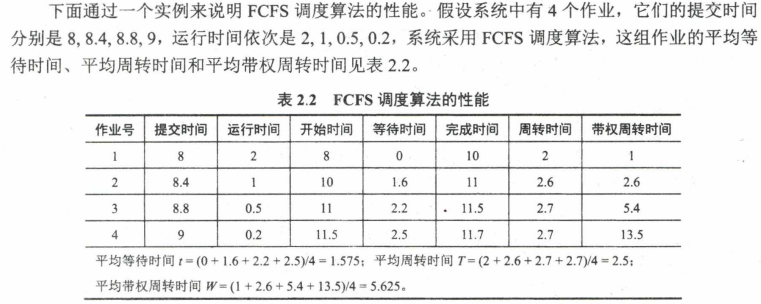 下面通过一个实例来说明 FCFS 调度算法的性能。假设系统中有 4 个作业，它们的提交时间
分别是 8, 8.4, 8.8, 9，运行时间依次是 2, 1, 0.5, 0.2，系统采用 FCFS 调度算法，这组作业的平均等
待时间、平均周转时间和平均带权周转时间见表 2.2。
表 2.2 FCFS 调度算法的性能
作业号 提交时间 运行时间 开始时间 等待时间 完成时间 周转时间 带权周转时间
1 8 2 8 0 10 2 1
2 8.4 1 10 1.6 11 2.6 2.6
3 8.8 0.5 11 2.2 11.5 2.7 5.4
4 9 0.2 11.5 2.5 11.7 2.7 13.5
平均等待时间 t = (0 + 1.6 + 2.2 + 2.5)/4 = 1.575；平均周转时间 T = (2 + 2.6 + 2.7 + 2.7)/4 = 2.5；
平均带权周转时间 W = (1 + 2.6 + 5.4 + 13.5)/4 = 5.625。